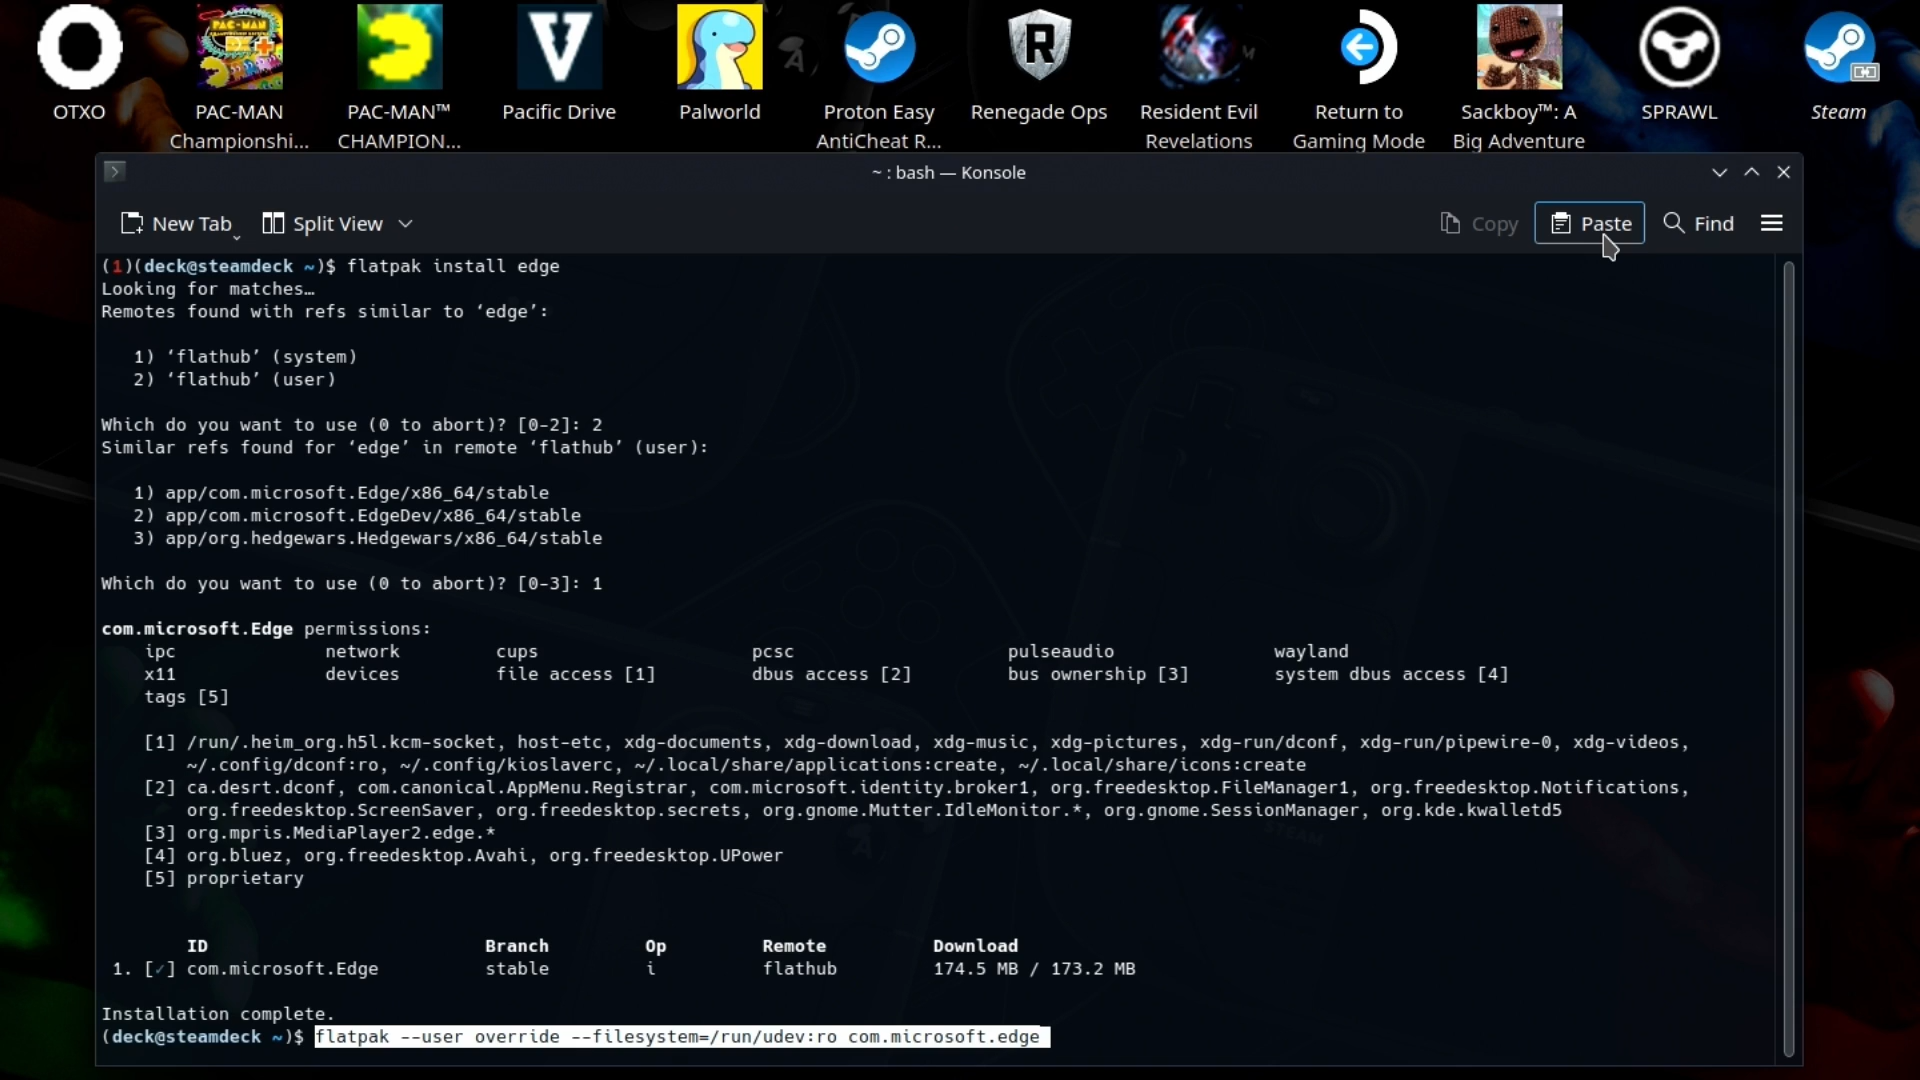 OTXO
PAC-MAN
Championshi...
PAC-MAN™
CHAMPION...
Pacific Drive
Palworld
Proton Easy
AntiCheat R...
Renegade Ops
Resident Evil
Revelations
Return to
Gaming Mode
Sackboy™: A
Big Adventure
SPRAWL
Steam
~ : bash — Konsole
New Tab
Split View
Copy
Paste
Find
(1)(deck@steamdeck ~)$ flatpak install edge
Looking for matches…
Remotes found with refs similar to ‘edge’:
1) ‘flathub’ (system)
2) ‘flathub’ (user)
Which do you want to use (0 to abort)? [0-2]: 2
Similar refs found for ‘edge’ in remote ‘flathub’ (user):
1) app/com.microsoft.Edge/x86_64/stable
2) app/com.microsoft.EdgeDev/x86_64/stable
3) app/org.hedgewars.Hedgewars/x86_64/stable
Which do you want to use (0 to abort)? [0-3]: 1
com.microsoft.Edge permissions:
ipc network cups pcsc pulseaudio wayland
x11 devices file access [1] dbus access [2] bus ownership [3] system dbus access [4]
tags [5]
[1] /run/.heim_org.h5l.kcm-socket, host-etc, xdg-documents, xdg-download, xdg-music, xdg-pictures, xdg-run/dconf, xdg-run/pipewire-0, xdg-videos,
~/.config/dconf:ro, ~/.config/kioslaverc, ~/.local/share/applications:create, ~/.local/share/icons:create
[2] ca.desrt.dconf, com.canonical.AppMenu.Registrar, com.microsoft.identity.broker1, org.freedesktop.FileManager1, org.freedesktop.Notifications,
org.freedesktop.ScreenSaver, org.freedesktop.secrets, org.gnome.Mutter.IdleMonitor.*, org.gnome.SessionManager, org.kde.kwalletd5
[3] org.mpris.MediaPlayer2.edge.*
[4] org.bluez, org.freedesktop.Avahi, org.freedesktop.UPower
[5] proprietary
ID Branch Op Remote Download
1. [✓] com.microsoft.Edge stable i flathub 174.5 MB / 173.2 MB
Installation complete.
(deck@steamdeck ~)$ flatpak --user override --filesystem=/run/udev:ro com.microsoft.edge